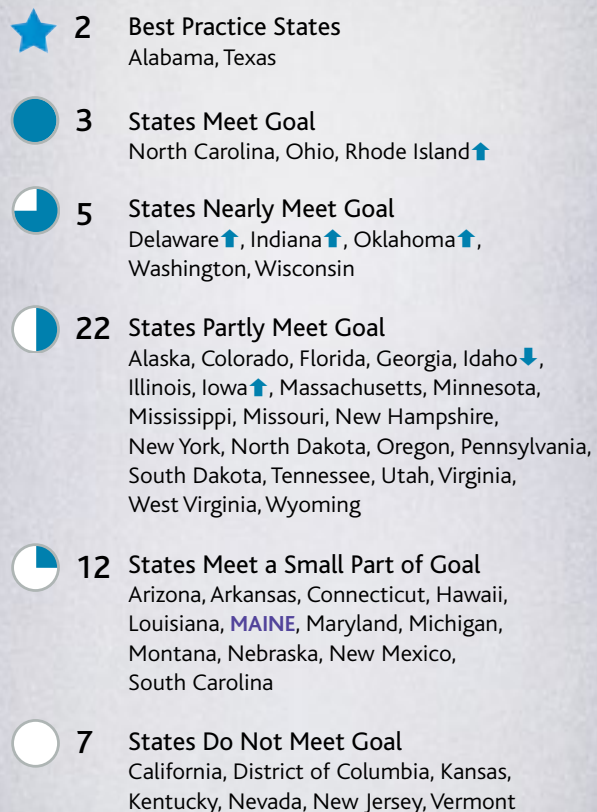 2 Best Practice States
Alabama, Texas
3 States Meet Goal
North Carolina, Ohio, Rhode Island⬆
5 States Nearly Meet Goal
Delaware⬆, Indiana⬆, Oklahoma⬆,
Washington, Wisconsin
22 States Partly Meet Goal
Alaska, Colorado, Florida, Georgia, Idaho⬇,
Illinois, Iowa⬆, Massachusetts, Minnesota,
Mississippi, Missouri, New Hampshire,
New York, North Dakota, Oregon, Pennsylvania,
South Dakota, Tennessee, Utah, Virginia,
West Virginia, Wyoming
12 States Meet a Small Part of Goal
Arizona, Arkansas, Connecticut, Hawaii,
Louisiana, MAINE, Maryland, Michigan,
Montana, Nebraska, New Mexico,
South Carolina
7 States Do Not Meet Goal
California, District of Columbia, Kansas,
Kentucky, Nevada, New Jersey, Vermont